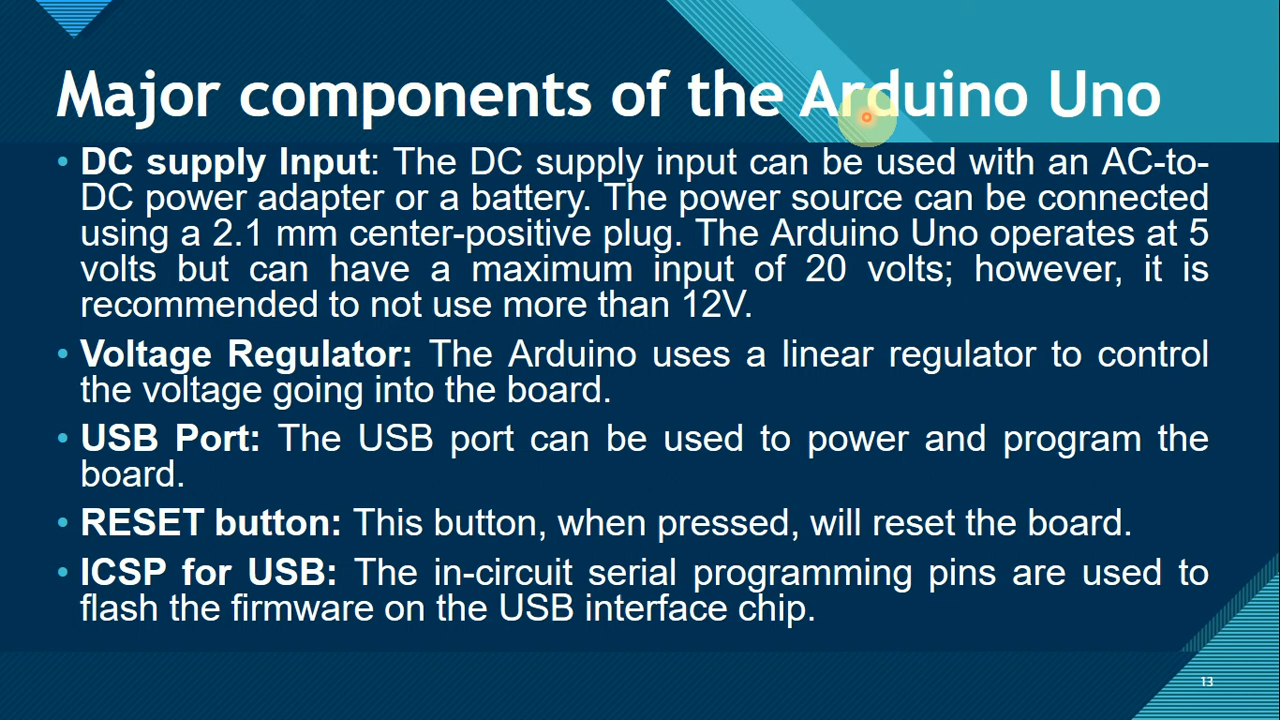 Major components of the Arduino Uno
• DC supply Input: The DC supply input can be used with an AC-to-
DC power adapter or a battery. The power source can be connected
using a 2.1 mm center-positive plug. The Arduino Uno operates at 5
volts but can have a maximum input of 20 volts; however, it is
recommended to not use more than 12V.
• Voltage Regulator: The Arduino uses a linear regulator to control
the voltage going into the board.
• USB Port: The USB port can be used to power and program the
board.
• RESET button: This button, when pressed, will reset the board.
• ICSP for USB: The in-circuit serial programming pins are used to
flash the firmware on the USB interface chip.
13